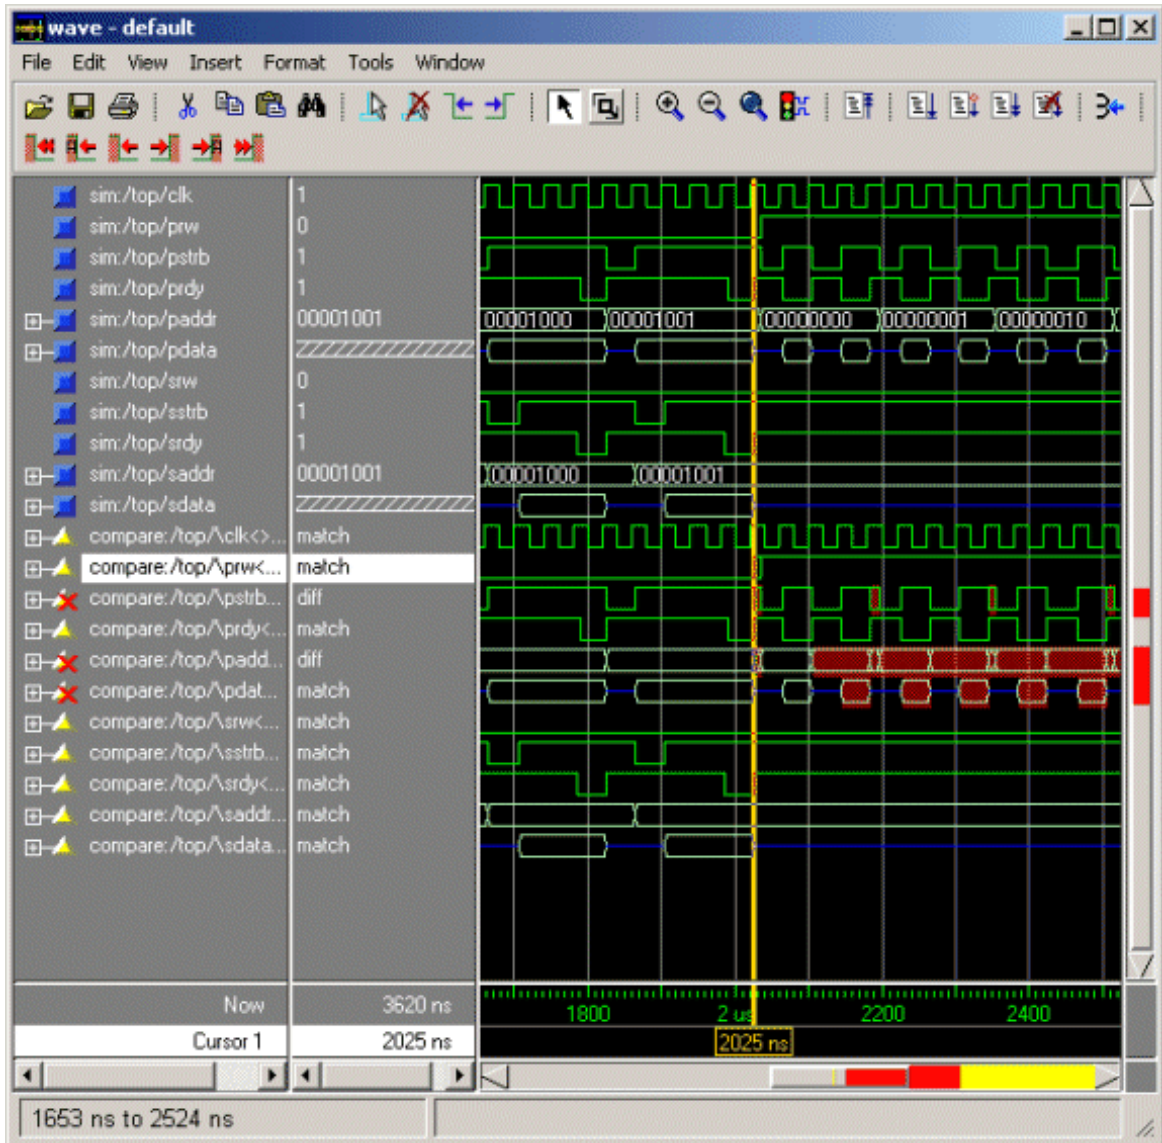 wave - default
File Edit View Insert Format Tools Window
sim:/top/clk 1
sim:/top/prw 0
sim:/top/pstrb 1
sim:/top/prdy 1
sim:/top/paddr 00001001 00001000 00001001 00000000 00000001 00000010
sim:/top/pdata
sim:/top/srw 0
sim:/top/sstrb 1
sim:/top/srdy 1
sim:/top/saddr 00001001 00001000 00001001
sim:/top/sdata
compare:/top/\clk<>... match
compare:/top/\prw<... match
compare:/top/\pstrb... diff
compare:/top/\prdy<... match
compare:/top/\padd... diff
compare:/top/\pdat... diff
compare:/top/\srw<... match
compare:/top/\sstrb... match
compare:/top/\srdy<... match
compare:/top/\saddr... match
compare:/top/\sdata... match
Now 3620 ns 1800 2 us 2200 2400
Cursor 1 2025 ns 2025 ns
1653 ns to 2524 ns